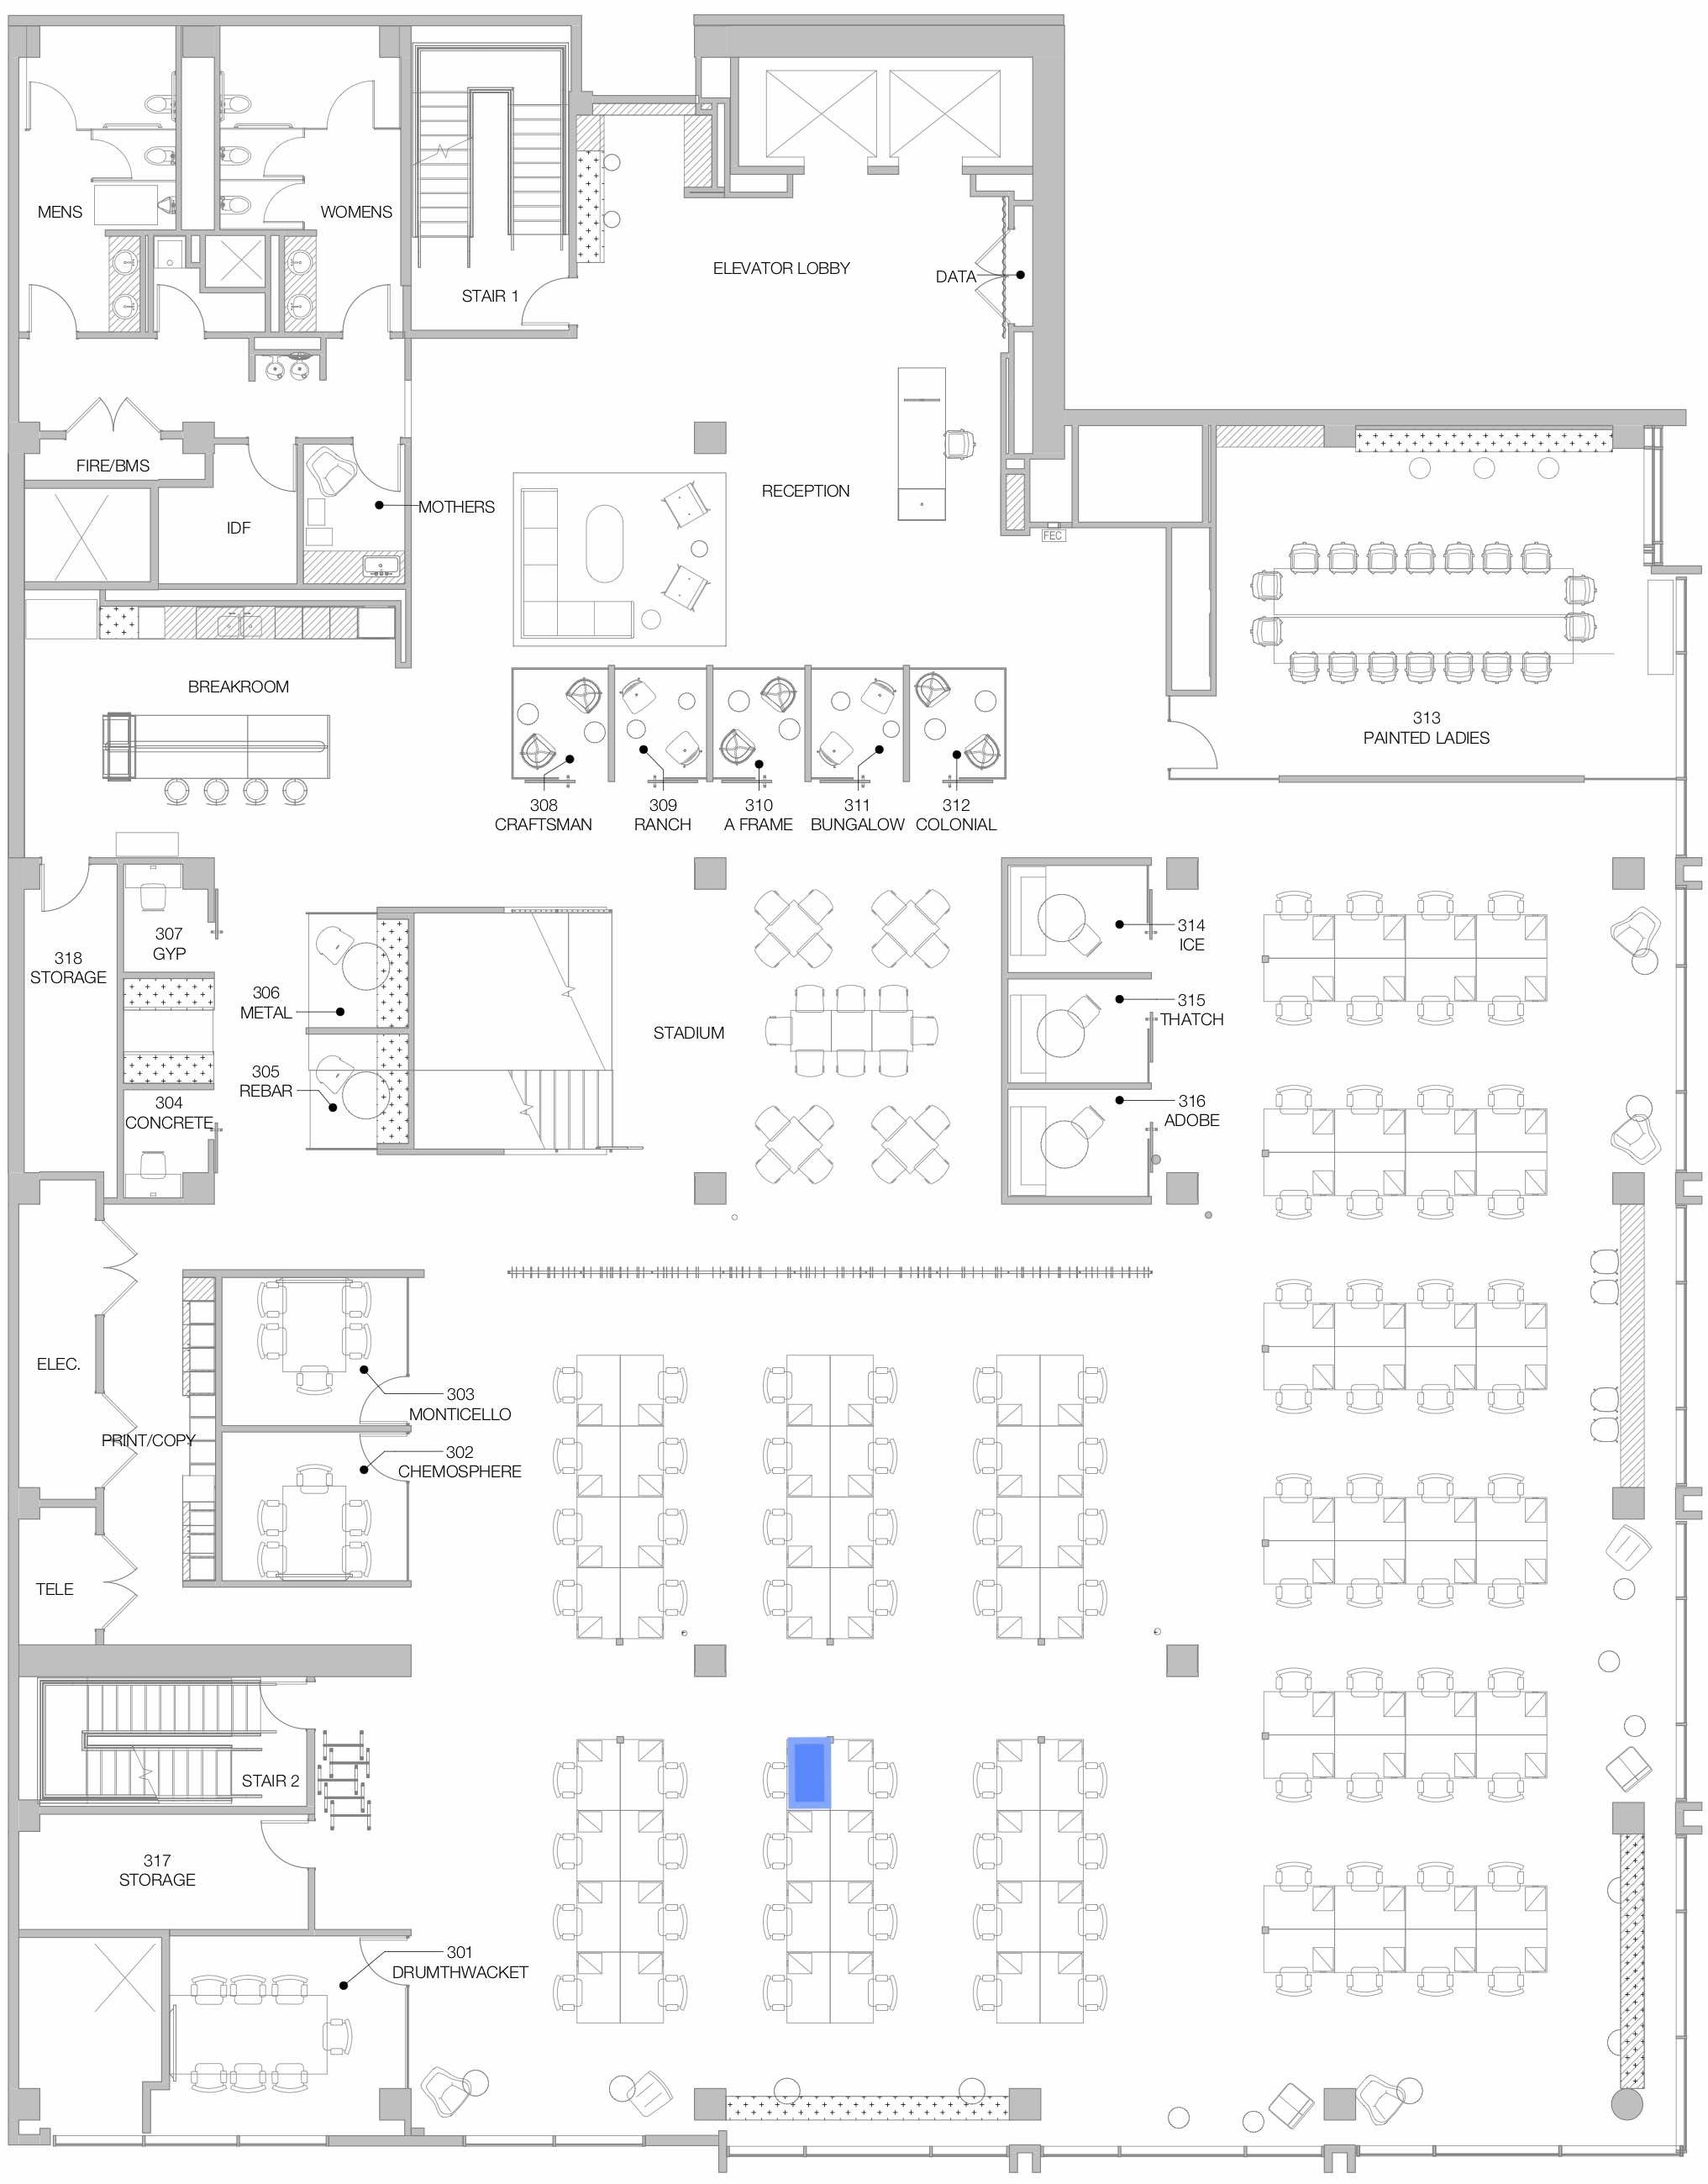 MENS
WOMENS
STAIR 1
ELEVATOR LOBBY
DATA
FIRE/BMS
IDF
MOTHERS
RECEPTION
FEC
BREAKROOM
313
PAINTED LADIES
308
CRAFTSMAN
309
RANCH
310
A FRAME
311
BUNGALOW
312
COLONIAL
307
GYP
318
STORAGE
306
METAL
305
REBAR
304
CONCRETE
STADIUM
314
ICE
315
THATCH
316
ADOBE
ELEC.
PRINT/COPY
303
MONTICELLO
302
CHEMOSPHERE
TELE
STAIR 2
317
STORAGE
301
DRUMTHWACKET